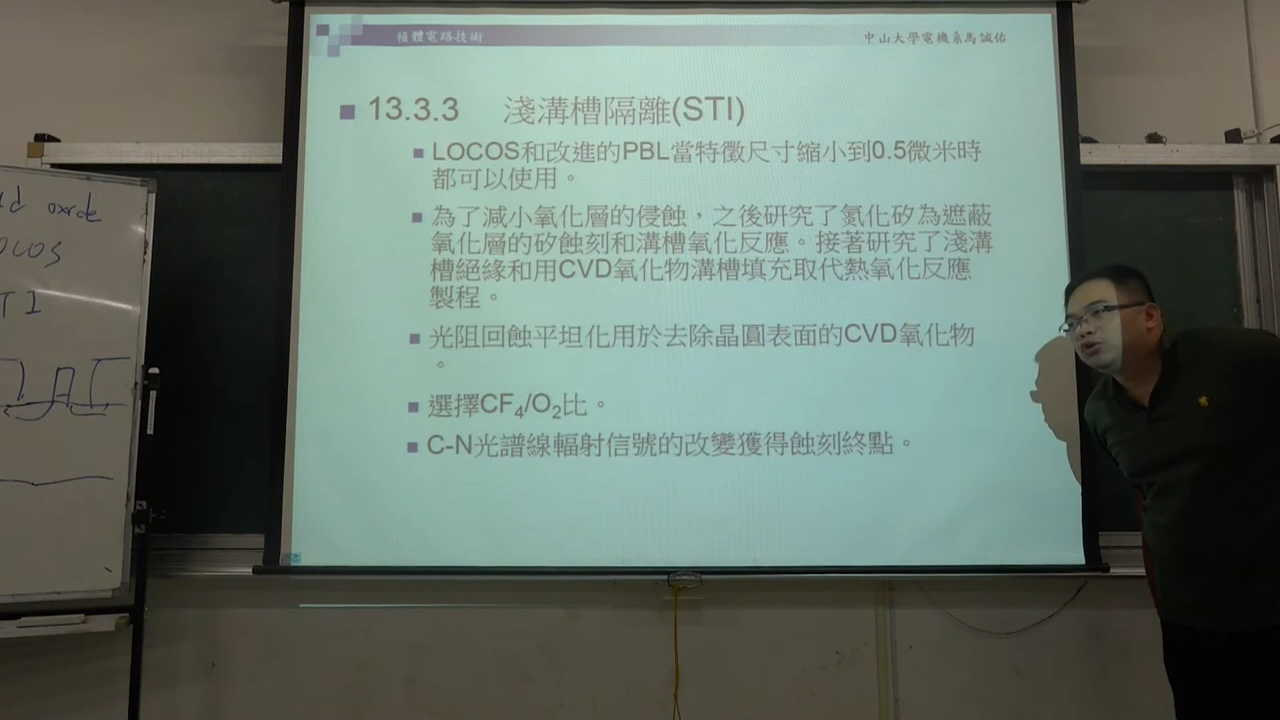 積體電路技術
中山大學電機系馬誠佑
13.3.3 淺溝槽隔離(STI)
LOCOS和改進的PBL當特徵尺寸縮小到0.5微米時
都可以使用。
為了減小氧化層的侵蝕，之後研究了氮化矽為遮蔽
氧化層的矽蝕刻和溝槽氧化反應。接著研究了淺溝
槽絕緣和用CVD氧化物溝槽填充取代熱氧化反應
製程。
光阻回蝕平坦化用於去除晶圓表面的CVD氧化物
。
選擇CF4/O2比。
C-N光譜線輻射信號的改變獲得蝕刻終點。
oxide
OCOS
TI